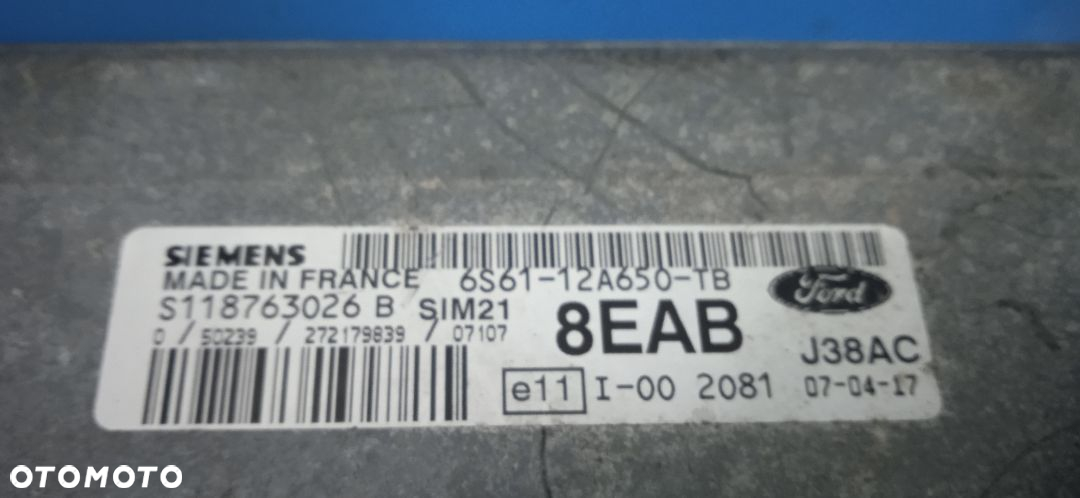 SIEMENS
MADE IN FRANCE 6S61-12A650-TB
S118763026 B SIM21
0 / 50239 / 272179839 / 07107
8EAB
Ford
J38AC
e11 I-00 2081 07-04-17
OTOMOTO